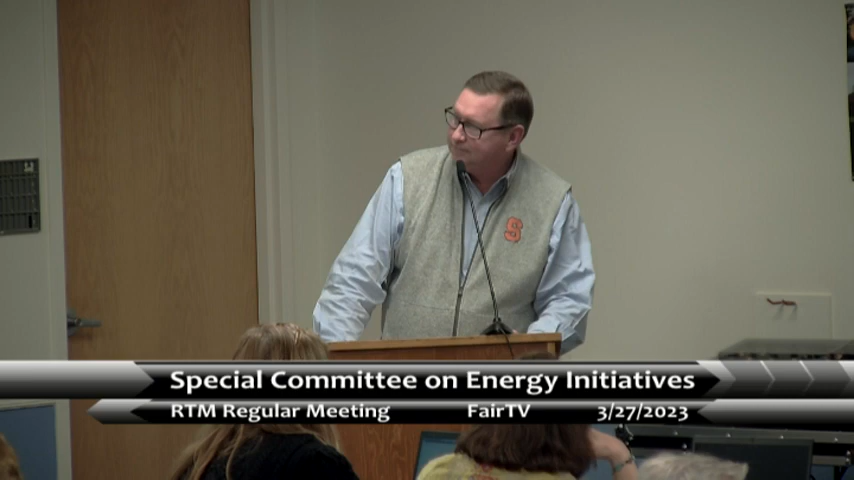 S
Special Committee on Energy Initiatives
RTM Regular Meeting FairTV 3/27/2023